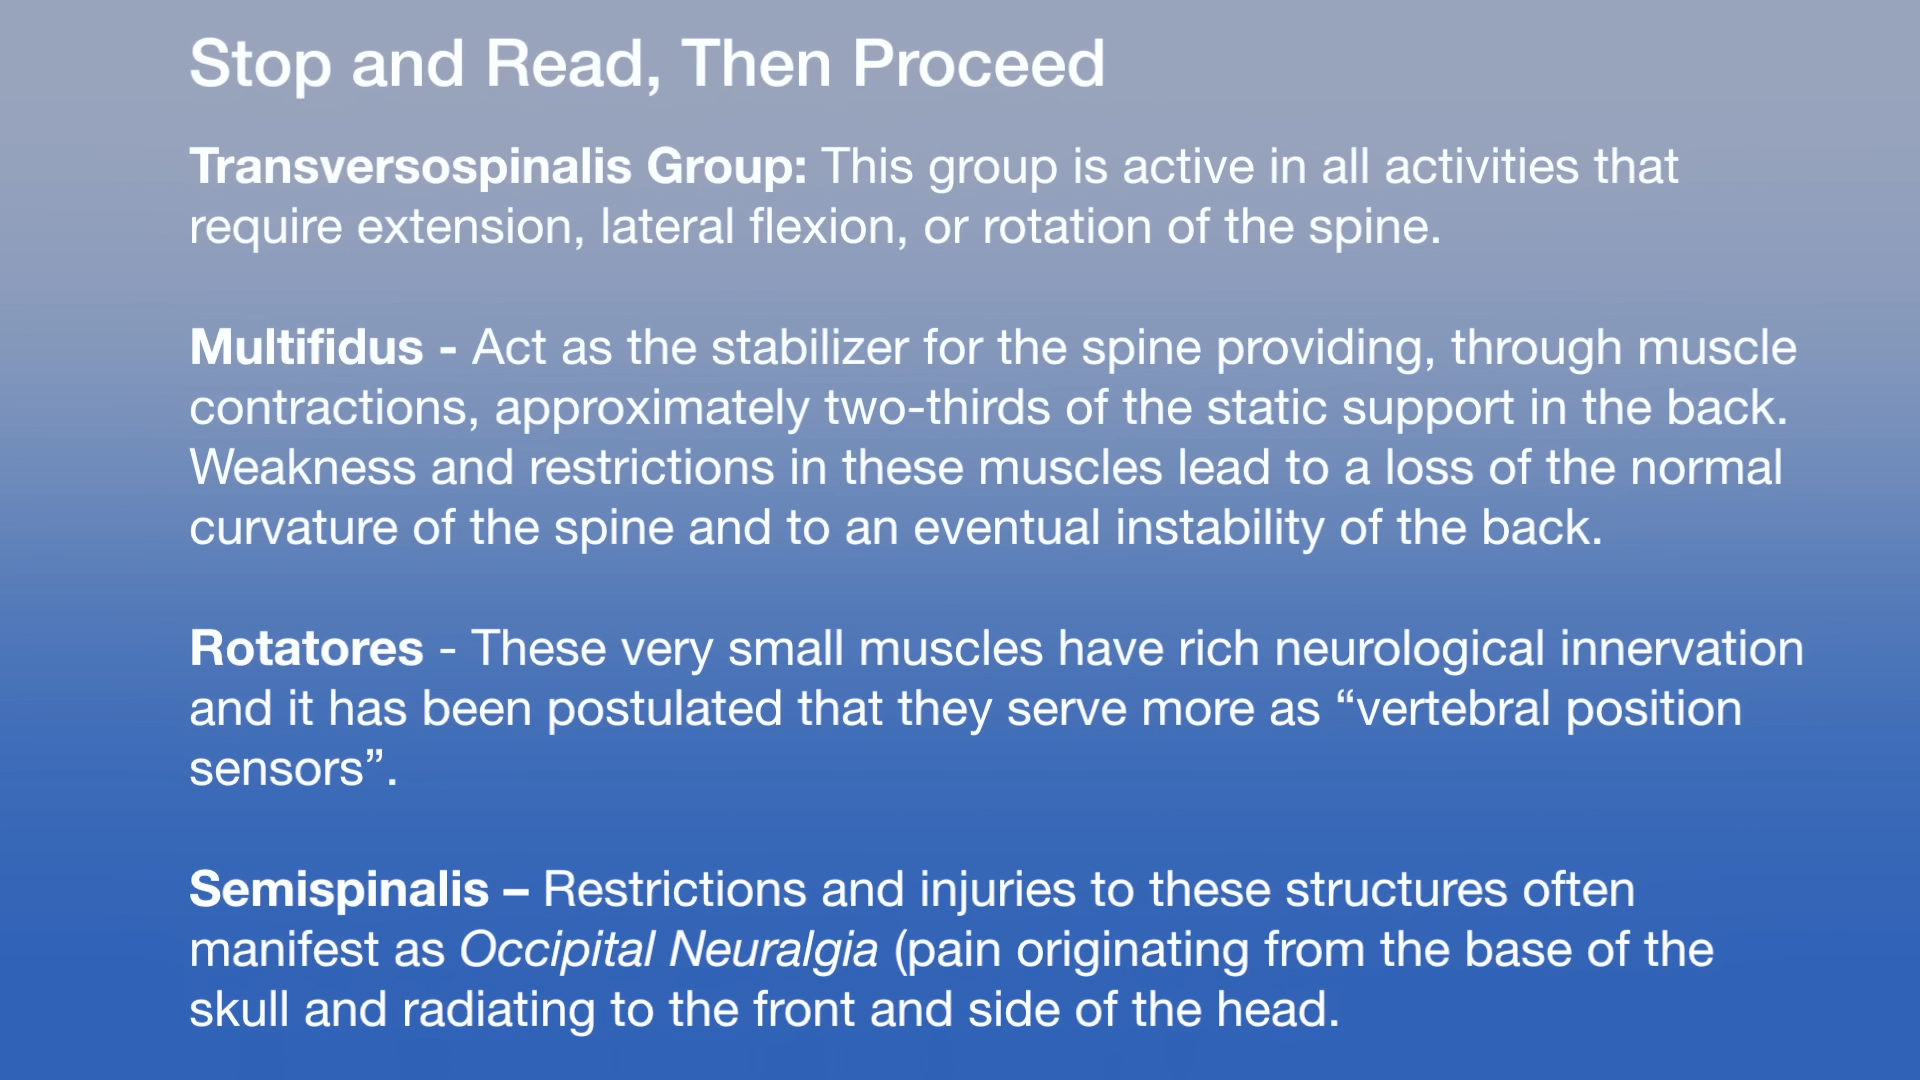 Stop and Read, Then Proceed
Transversospinalis Group: This group is active in all activities that
require extension, lateral flexion, or rotation of the spine.
Multifidus - Act as the stabilizer for the spine providing, through muscle
contractions, approximately two-thirds of the static support in the back.
Weakness and restrictions in these muscles lead to a loss of the normal
curvature of the spine and to an eventual instability of the back.
Rotatores - These very small muscles have rich neurological innervation
and it has been postulated that they serve more as “vertebral position
sensors”.
Semispinalis – Restrictions and injuries to these structures often
manifest as Occipital Neuralgia (pain originating from the base of the
skull and radiating to the front and side of the head.